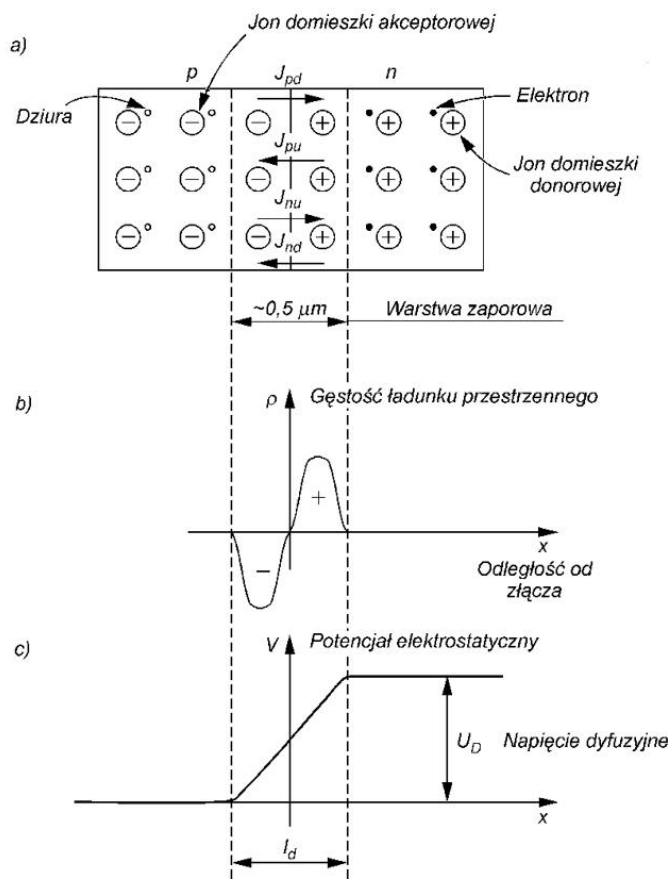 a)
Jon domieszki akceptorowej
p
J_pd
n
Dziura
Elektron
Jon domieszki
donorowej
J_pu
J_nu
J_nd
~0,5 μm
Warstwa zaporowa
b)
ρ
Gęstość ładunku przestrzennego
+
−
x
Odległość od
złącza
c)
V
Potencjał elektrostatyczny
U_D
Napięcie dyfuzyjne
x
l_d